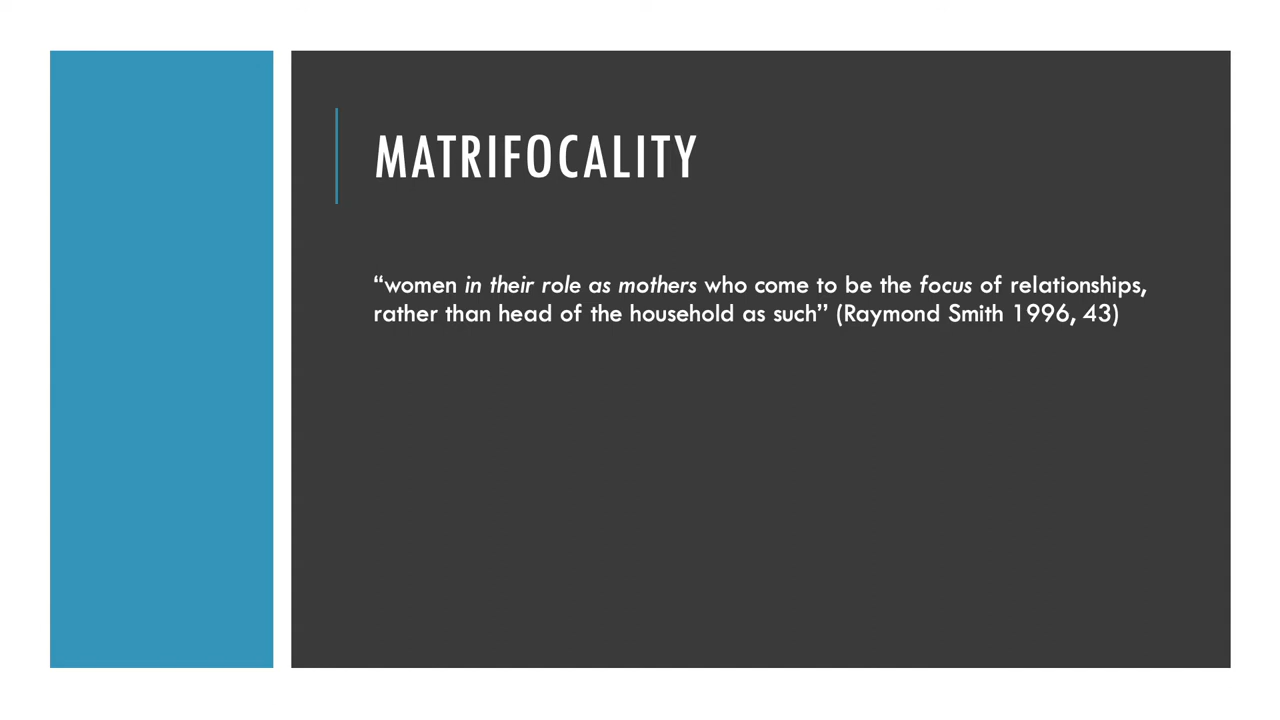 MATRIFOCALITY
“women in their role as mothers who come to be the focus of relationships,
rather than head of the household as such” (Raymond Smith 1996, 43)